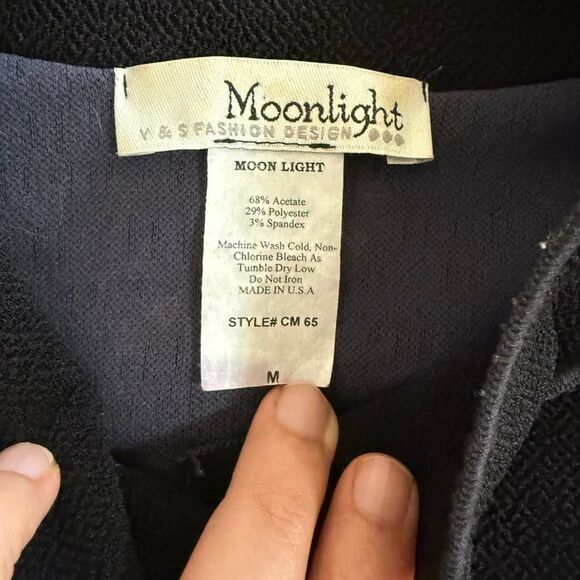 Moonlight
Y & S FASHION DESIGN
MOON LIGHT
68% Acetate
29% Polyester
3% Spandex
Machine Wash Cold, Non-
Chlorine Bleach As
Tumble Dry Low
Do Not Iron
MADE IN U.S.A
STYLE# CM 65
M